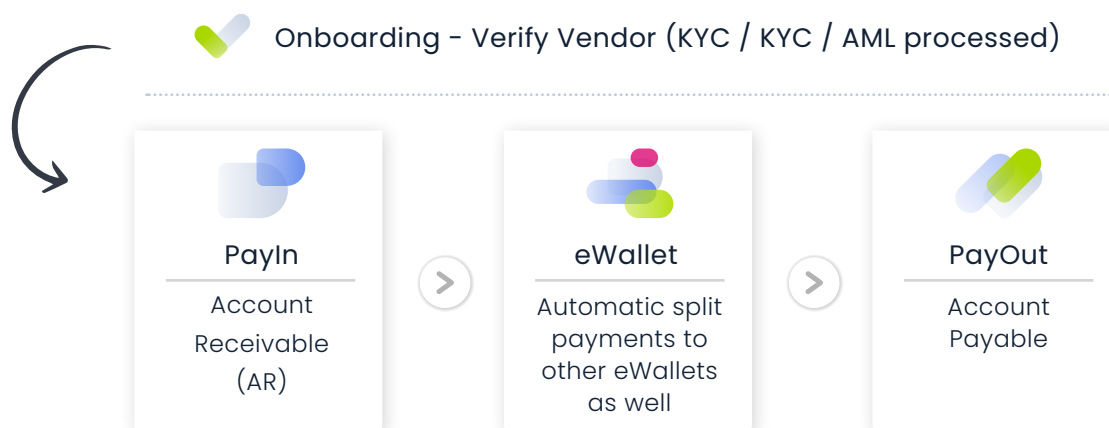 Onboarding - Verify Vendor (KYC / KYC / AML processed)
PayIn
Account
Receivable
(AR)
eWallet
Automatic split
payments to
other eWallets
as well
PayOut
Account
Payable